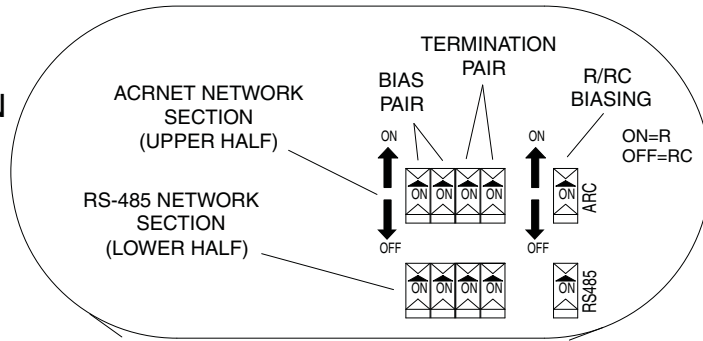 N
ACRNET NETWORK
SECTION
(UPPER HALF)
RS-485 NETWORK
SECTION
(LOWER HALF)
BIAS
PAIR
TERMINATION
PAIR
R/RC
BIASING
ON=R
OFF=RC
ON
OFF
ON
OFF
ON ON ON ON
ON
ARC
ON ON ON ON
ON
RS485